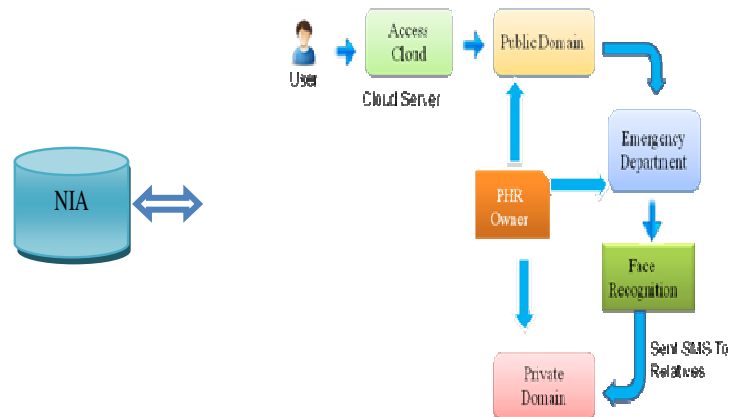 Access
Cloud
Public Domain
User
Cloud Server
Emergency
Department
NIA
PHR
Owner
Face
Recognition
Sent SMS To
Relatives
Private
Domain